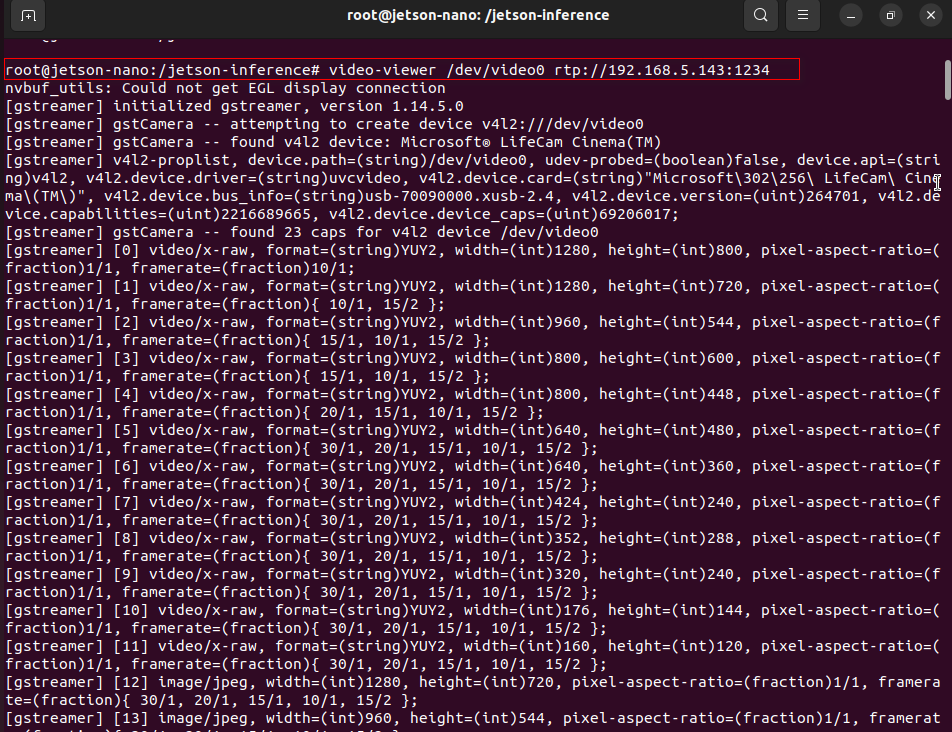 root@jetson-nano: /jetson-inference
root@jetson-nano:/jetson-inference# video-viewer /dev/video0 rtp://192.168.5.143:1234
nvbuf_utils: Could not get EGL display connection
[gstreamer] initialized gstreamer, version 1.14.5.0
[gstreamer] gstCamera -- attempting to create device v4l2:///dev/video0
[gstreamer] gstCamera -- found v4l2 device: Microsoft® LifeCam Cinema(TM)
[gstreamer] v4l2-proplist, device.path=(string)/dev/video0, udev-probed=(boolean)false, device.api=(stri
ng)v4l2, v4l2.device.driver=(string)uvcvideo, v4l2.device.card=(string)"Microsoft\302\256\ LifeCam\ Cine
ma\(TM\)", v4l2.device.bus_info=(string)usb-70090000.xusb-2.4, v4l2.device.version=(uint)264701, v4l2.de
vice.capabilities=(uint)2216689665, v4l2.device.device_caps=(uint)69206017;
[gstreamer] gstCamera -- found 23 caps for v4l2 device /dev/video0
[gstreamer] [0] video/x-raw, format=(string)YUY2, width=(int)1280, height=(int)800, pixel-aspect-ratio=(
fraction)1/1, framerate=(fraction)10/1;
[gstreamer] [1] video/x-raw, format=(string)YUY2, width=(int)1280, height=(int)720, pixel-aspect-ratio=(
fraction)1/1, framerate=(fraction){ 10/1, 15/2 };
[gstreamer] [2] video/x-raw, format=(string)YUY2, width=(int)960, height=(int)544, pixel-aspect-ratio=(f
raction)1/1, framerate=(fraction){ 15/1, 10/1, 15/2 };
[gstreamer] [3] video/x-raw, format=(string)YUY2, width=(int)800, height=(int)600, pixel-aspect-ratio=(f
raction)1/1, framerate=(fraction){ 15/1, 10/1, 15/2 };
[gstreamer] [4] video/x-raw, format=(string)YUY2, width=(int)800, height=(int)448, pixel-aspect-ratio=(f
raction)1/1, framerate=(fraction){ 20/1, 15/1, 10/1, 15/2 };
[gstreamer] [5] video/x-raw, format=(string)YUY2, width=(int)640, height=(int)480, pixel-aspect-ratio=(f
raction)1/1, framerate=(fraction){ 30/1, 20/1, 15/1, 10/1, 15/2 };
[gstreamer] [6] video/x-raw, format=(string)YUY2, width=(int)640, height=(int)360, pixel-aspect-ratio=(f
raction)1/1, framerate=(fraction){ 30/1, 20/1, 15/1, 10/1, 15/2 };
[gstreamer] [7] video/x-raw, format=(string)YUY2, width=(int)424, height=(int)240, pixel-aspect-ratio=(f
raction)1/1, framerate=(fraction){ 30/1, 20/1, 15/1, 10/1, 15/2 };
[gstreamer] [8] video/x-raw, format=(string)YUY2, width=(int)352, height=(int)288, pixel-aspect-ratio=(f
raction)1/1, framerate=(fraction){ 30/1, 20/1, 15/1, 10/1, 15/2 };
[gstreamer] [9] video/x-raw, format=(string)YUY2, width=(int)320, height=(int)240, pixel-aspect-ratio=(f
raction)1/1, framerate=(fraction){ 30/1, 20/1, 15/1, 10/1, 15/2 };
[gstreamer] [10] video/x-raw, format=(string)YUY2, width=(int)176, height=(int)144, pixel-aspect-ratio=(
fraction)1/1, framerate=(fraction){ 30/1, 20/1, 15/1, 10/1, 15/2 };
[gstreamer] [11] video/x-raw, format=(string)YUY2, width=(int)160, height=(int)120, pixel-aspect-ratio=(
fraction)1/1, framerate=(fraction){ 30/1, 20/1, 15/1, 10/1, 15/2 };
[gstreamer] [12] image/jpeg, width=(int)1280, height=(int)720, pixel-aspect-ratio=(fraction)1/1, framera
te=(fraction){ 30/1, 20/1, 15/1, 10/1, 15/2 };
[gstreamer] [13] image/jpeg, width=(int)960, height=(int)544, pixel-aspect-ratio=(fraction)1/1, framerat